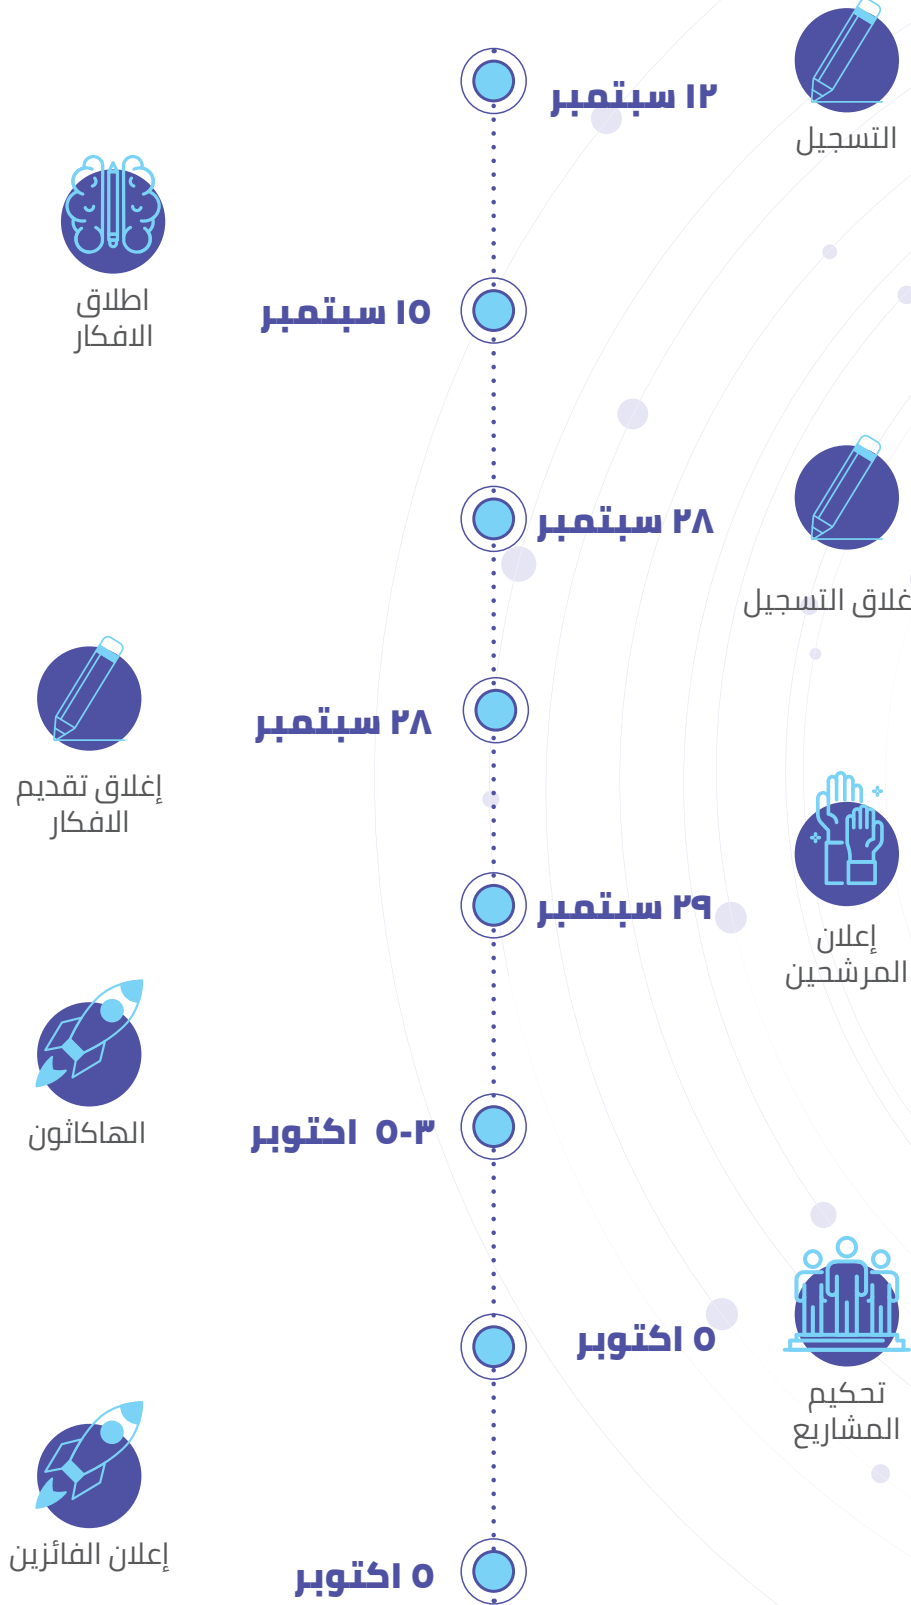 ١٢ سبتمبر
التسجيل
١٥ سبتمبر
اطلاق
الافكار
٢٨ سبتمبر
غلاق التسجيل
٢٨ سبتمبر
إغلاق تقديم
الافكار
٢٩ سبتمبر
إعلان
المرشحين
٣-٥ اكتوبر
الهاكاثون
٥ اكتوبر
تحكيم
المشاريع
٥ اكتوبر
إعلان الفائزين